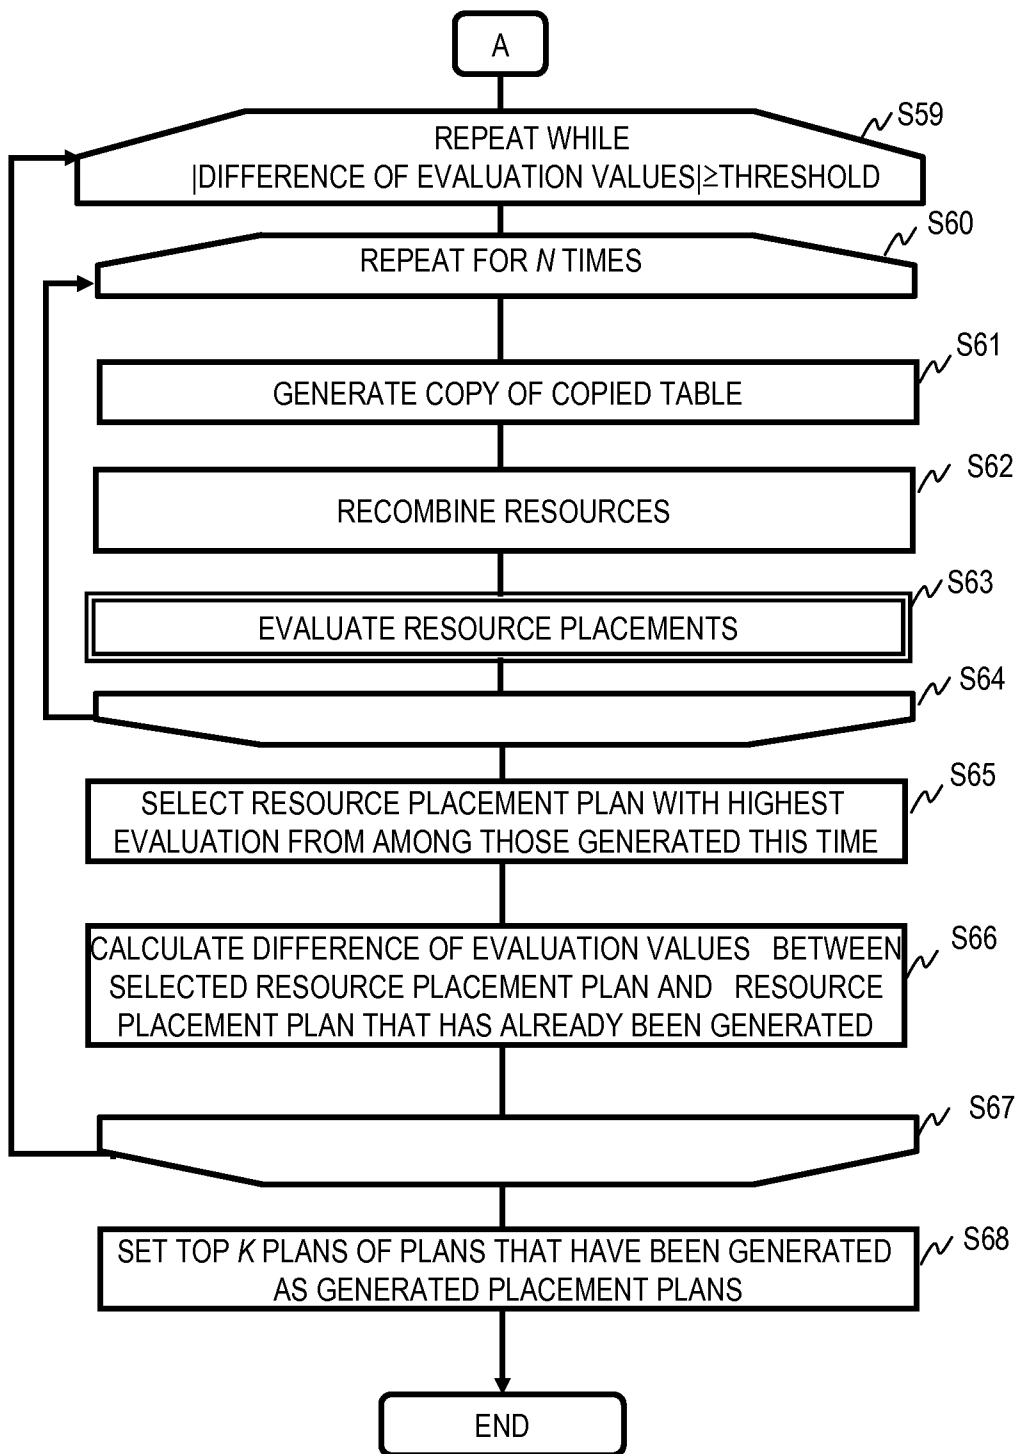 A
S59
REPEAT WHILE
|DIFFERENCE OF EVALUATION VALUES|≥THRESHOLD
S60
REPEAT FOR N TIMES
S61
GENERATE COPY OF COPIED TABLE
S62
RECOMBINE RESOURCES
S63
EVALUATE RESOURCE PLACEMENTS
S64
S65
SELECT RESOURCE PLACEMENT PLAN WITH HIGHEST
EVALUATION FROM AMONG THOSE GENERATED THIS TIME
S66
CALCULATE DIFFERENCE OF EVALUATION VALUES BETWEEN
SELECTED RESOURCE PLACEMENT PLAN AND RESOURCE
PLACEMENT PLAN THAT HAS ALREADY BEEN GENERATED
S67
S68
SET TOP K PLANS OF PLANS THAT HAVE BEEN GENERATED
AS GENERATED PLACEMENT PLANS
END